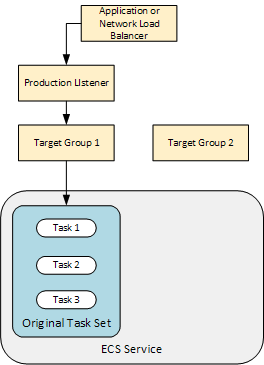 Application or
Network Load
Balancer
Production Listener
Target Group 1
Target Group 2
Task 1
Task 2
Task 3
Original Task Set
ECS Service